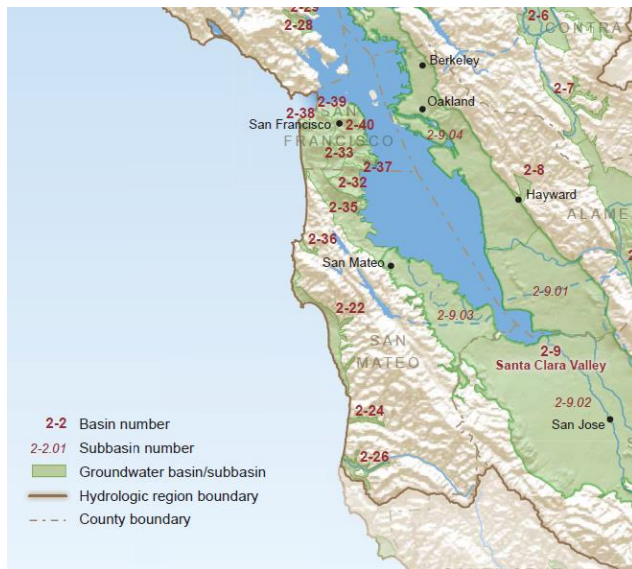 2-29
2-28
2-6
CONTRA
Berkeley
2-7
2-39
Oakland
2-38
SAN
San Francisco
2-40
FRANCISCO
2-9.04
2-33
2-37
2-8
2-32
Hayward
2-35
ALAME
2-36
San Mateo
2-9.01
2-22
2-9.03
SAN
MATEO
2-9
Santa Clara Valley
2-9.02
2-24
San Jose
2-26
2-2 Basin number
2-2.01 Subbasin number
Groundwater basin/subbasin
Hydrologic region boundary
County boundary